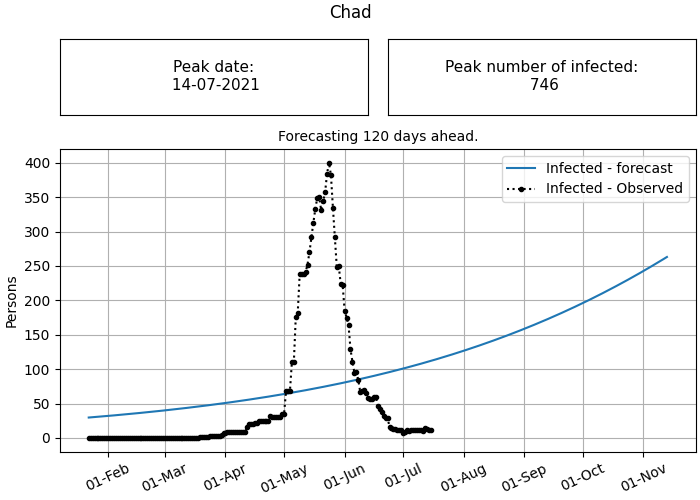 Chad
Peak date:
14-07-2021
Peak number of infected:
746
Forecasting 120 days ahead.
Infected - forecast
Infected - Observed
Persons
400
350
300
250
200
150
100
50
0
01-Feb
01-Mar
01-Apr
01-May
01-Jun
01-Jul
01-Aug
01-Sep
01-Oct
01-Nov